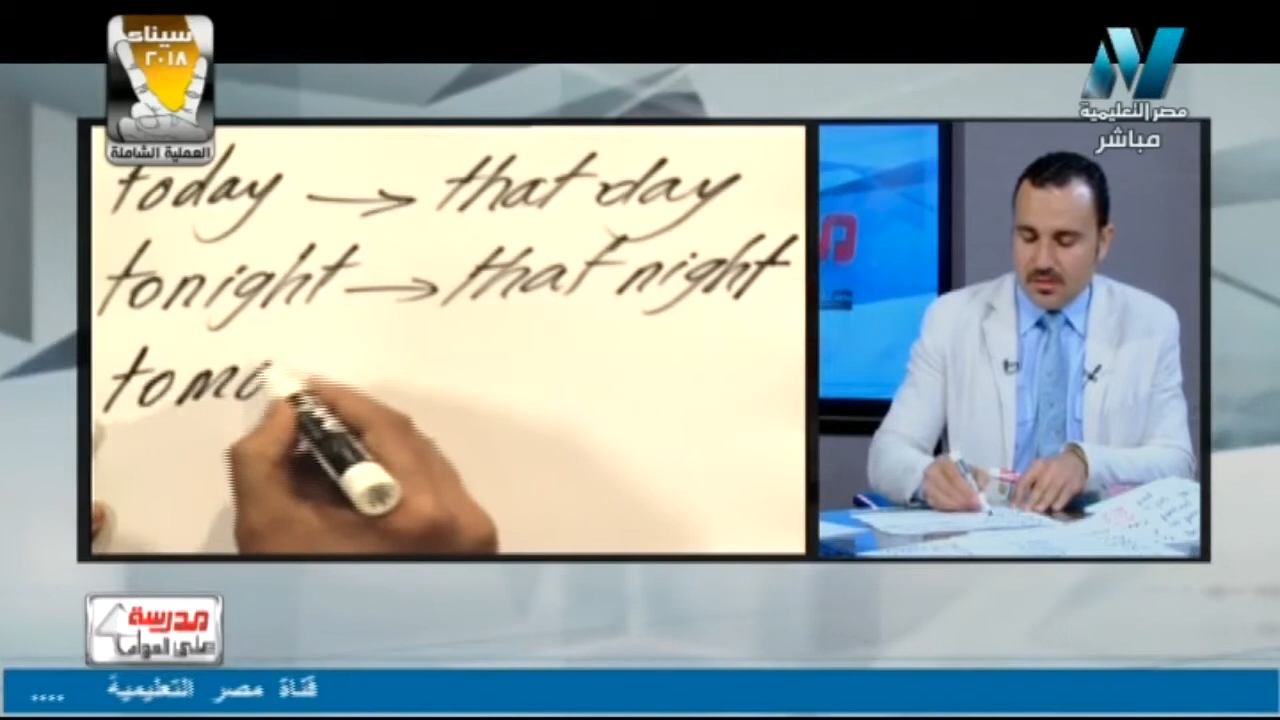 سيناء
٢٠١٨
العملية الشاملة
مصر التعليمية
مباشر
today → that day
tonight → that night
tomo
مدرسة
على الهواء
قناة مصر التعليمية ....